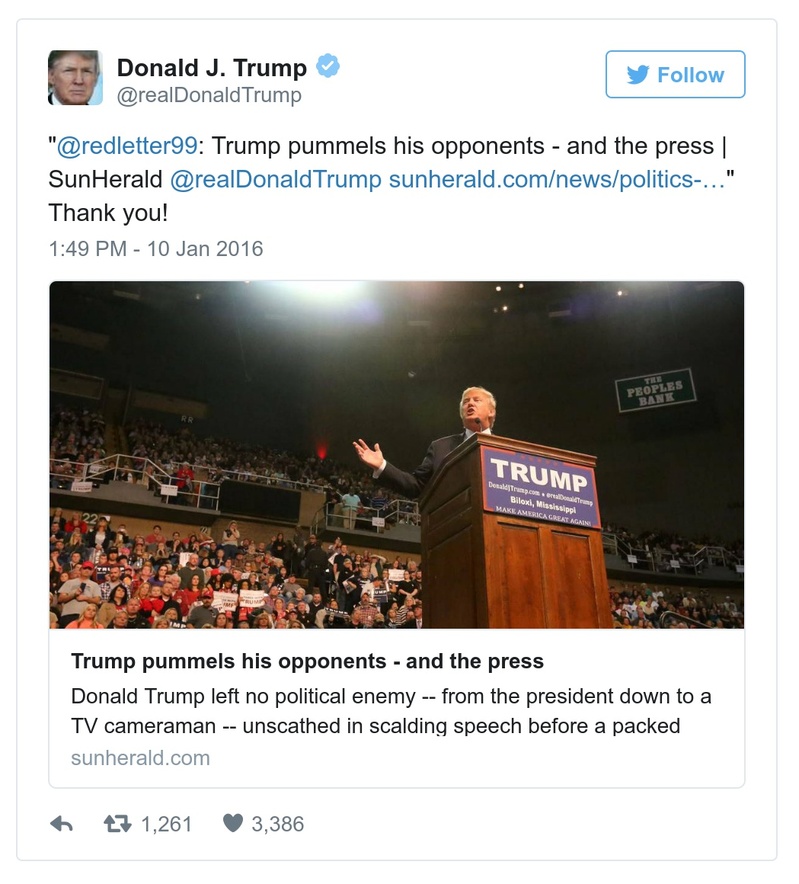 Donald J. Trump
@realDonaldTrump
Follow
"@redletter99: Trump pummels his opponents - and the press |
SunHerald @realDonaldTrump sunherald.com/news/politics-…"
Thank you!
1:49 PM - 10 Jan 2016
THE
PEOPLES
BANK
TRUMP
DonaldJTrump.com ★ @realDonaldTrump
Biloxi, Mississippi
MAKE AMERICA GREAT AGAIN!
Trump pummels his opponents - and the press
Donald Trump left no political enemy -- from the president down to a
TV cameraman -- unscathed in scalding speech before a packed
sunherald.com
1,261
3,386